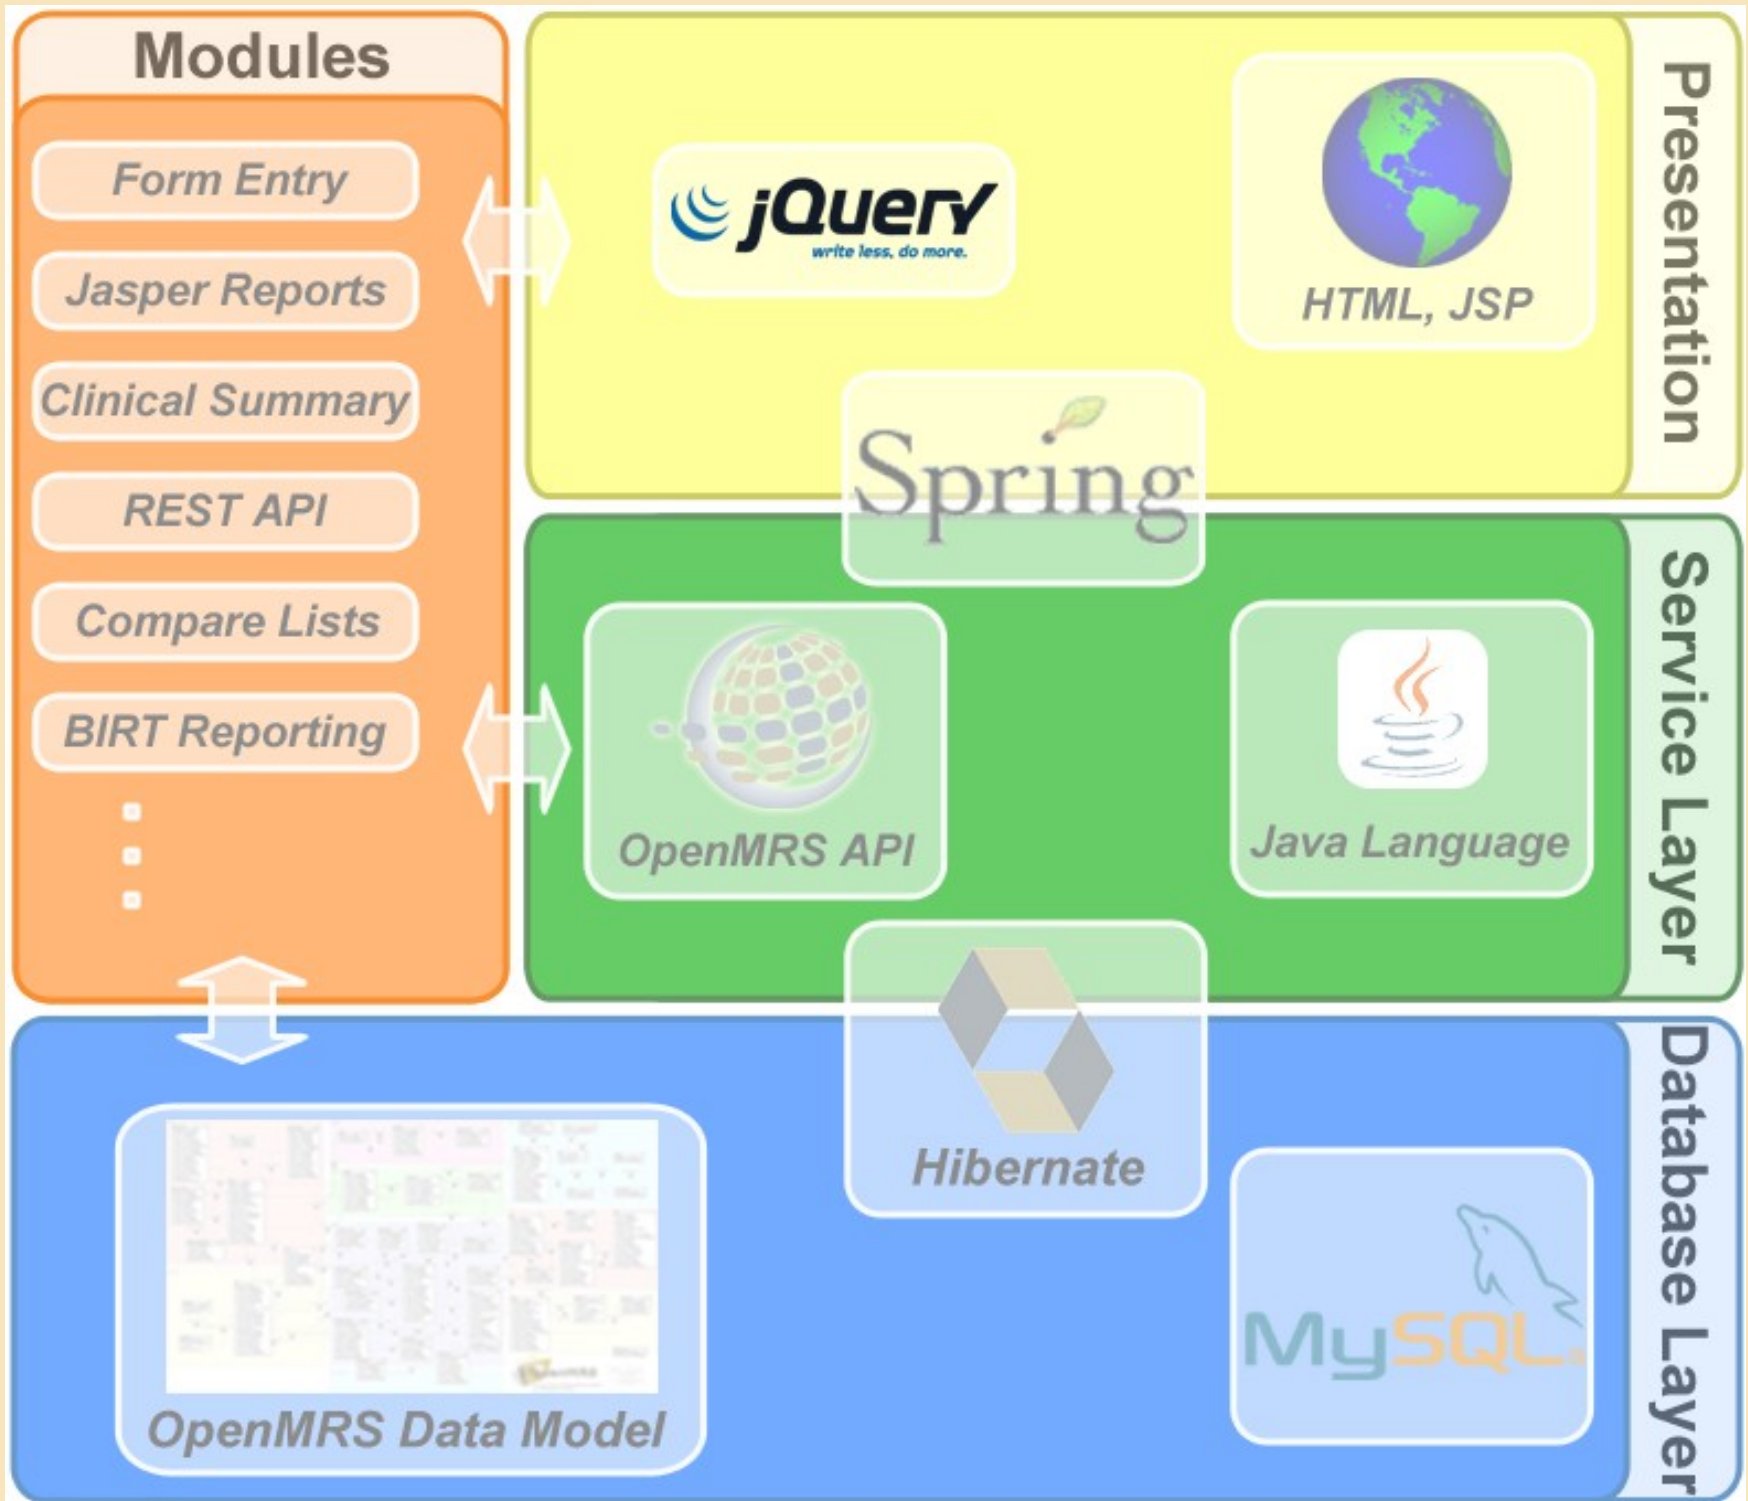 Modules
Form Entry
Jasper Reports
Clinical Summary
REST API
Compare Lists
BIRT Reporting
jQuery
write less, do more.
HTML, JSP
Presentation
Spring
OpenMRS API
Java Language
Service Layer
Hibernate
OpenMRS Data Model
MySQL
Database Layer